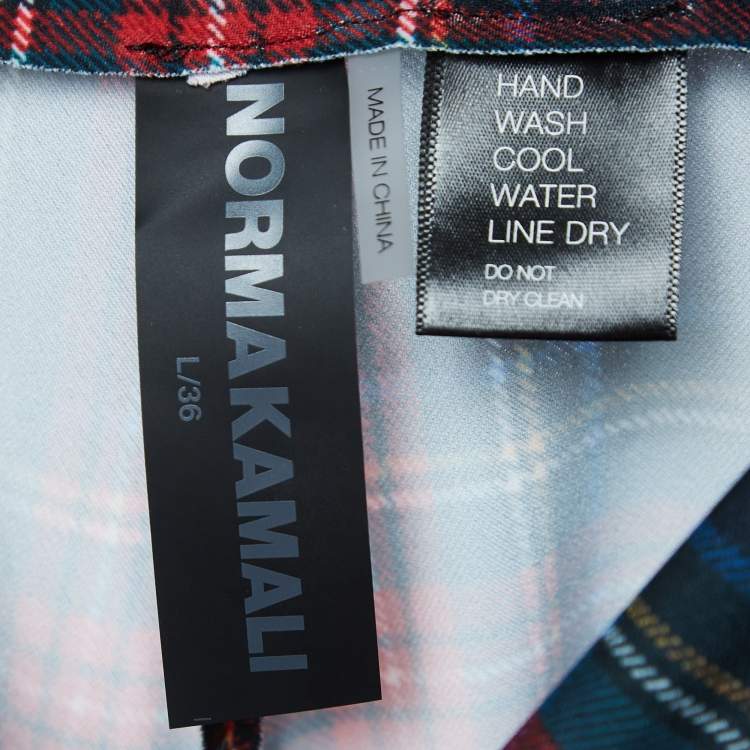 NORMA KAMALI
L/36
MADE IN CHINA
HAND
WASH
COOL
WATER
LINE DRY
DO NOT
DRY CLEAN